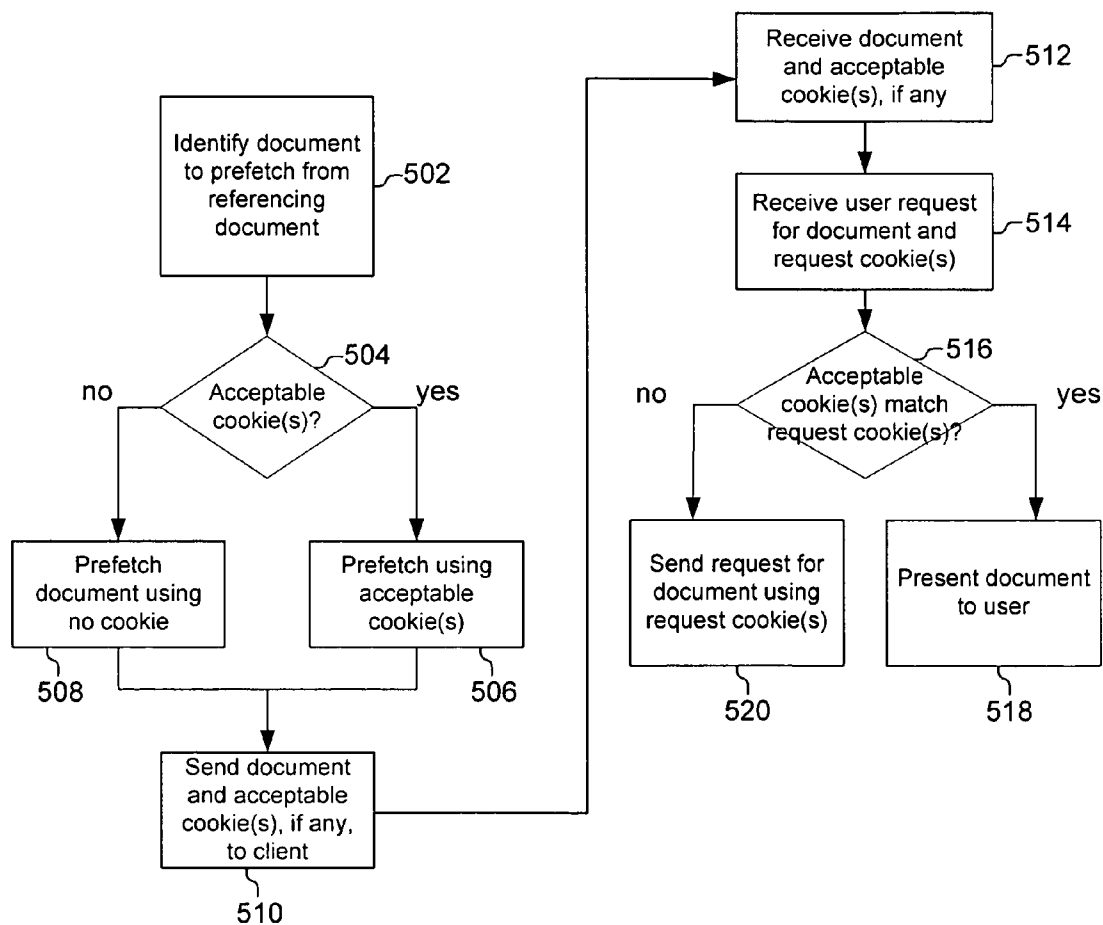 Identify document
to prefetch from
referencing
document
502
504
no
Acceptable
cookie(s)?
yes
Prefetch
document using
no cookie
508
Prefetch using
acceptable
cookie(s)
506
Send document
and acceptable
cookie(s), if any,
to client
510
Receive document
and acceptable
cookie(s), if any
512
Receive user request
for document and
request cookie(s)
514
516
no
Acceptable
cookie(s) match
request cookie(s)?
yes
Send request for
document using
request cookie(s)
520
Present document
to user
518